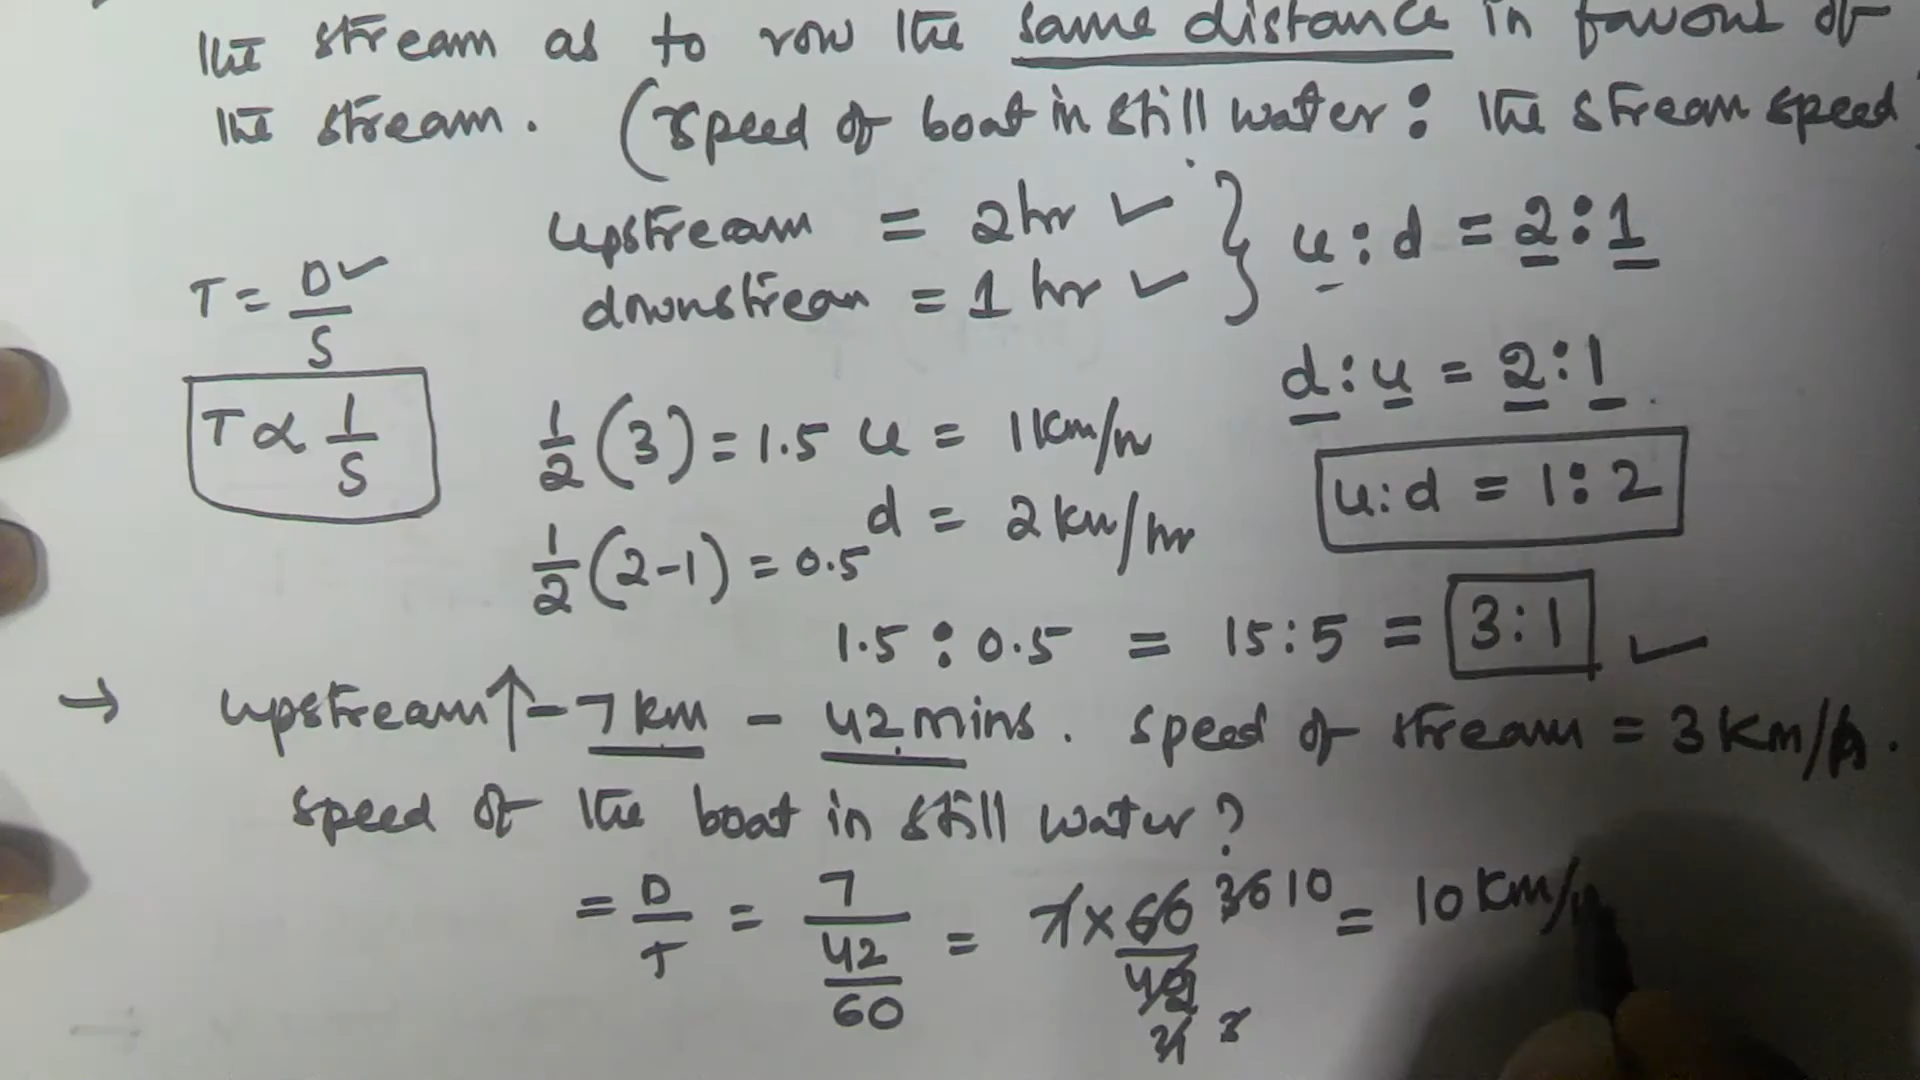 the stream as to row the same distance in favour of
the stream. (speed of boat in still water : the stream speed
upstream = 2hr ✓ } u : d = 2 : 1
downstream = 1 hr ✓
T = D/S ✓
d : u = 2 : 1
T ∝ 1/S
1/2 (3) = 1.5 u = 1km/hr
u : d = 1 : 2
1/2 (2-1) = 0.5 d = 2 km/hr
1.5 : 0.5 = 15 : 5 = 3 : 1 ✓
→ upstream ↑ - 7 km - 42 mins. speed of stream = 3 km/h.
speed of the boat in still water?
= D/T = 7/(42/60) = 7 × 60/42 = 10 km/